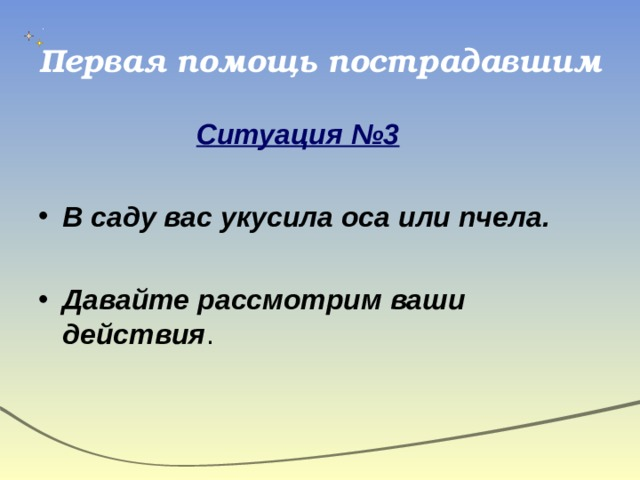 Первая помощь пострадавшим
Ситуация №3
• В саду вас укусила оса или пчела.
• Давайте рассмотрим ваши
действия.